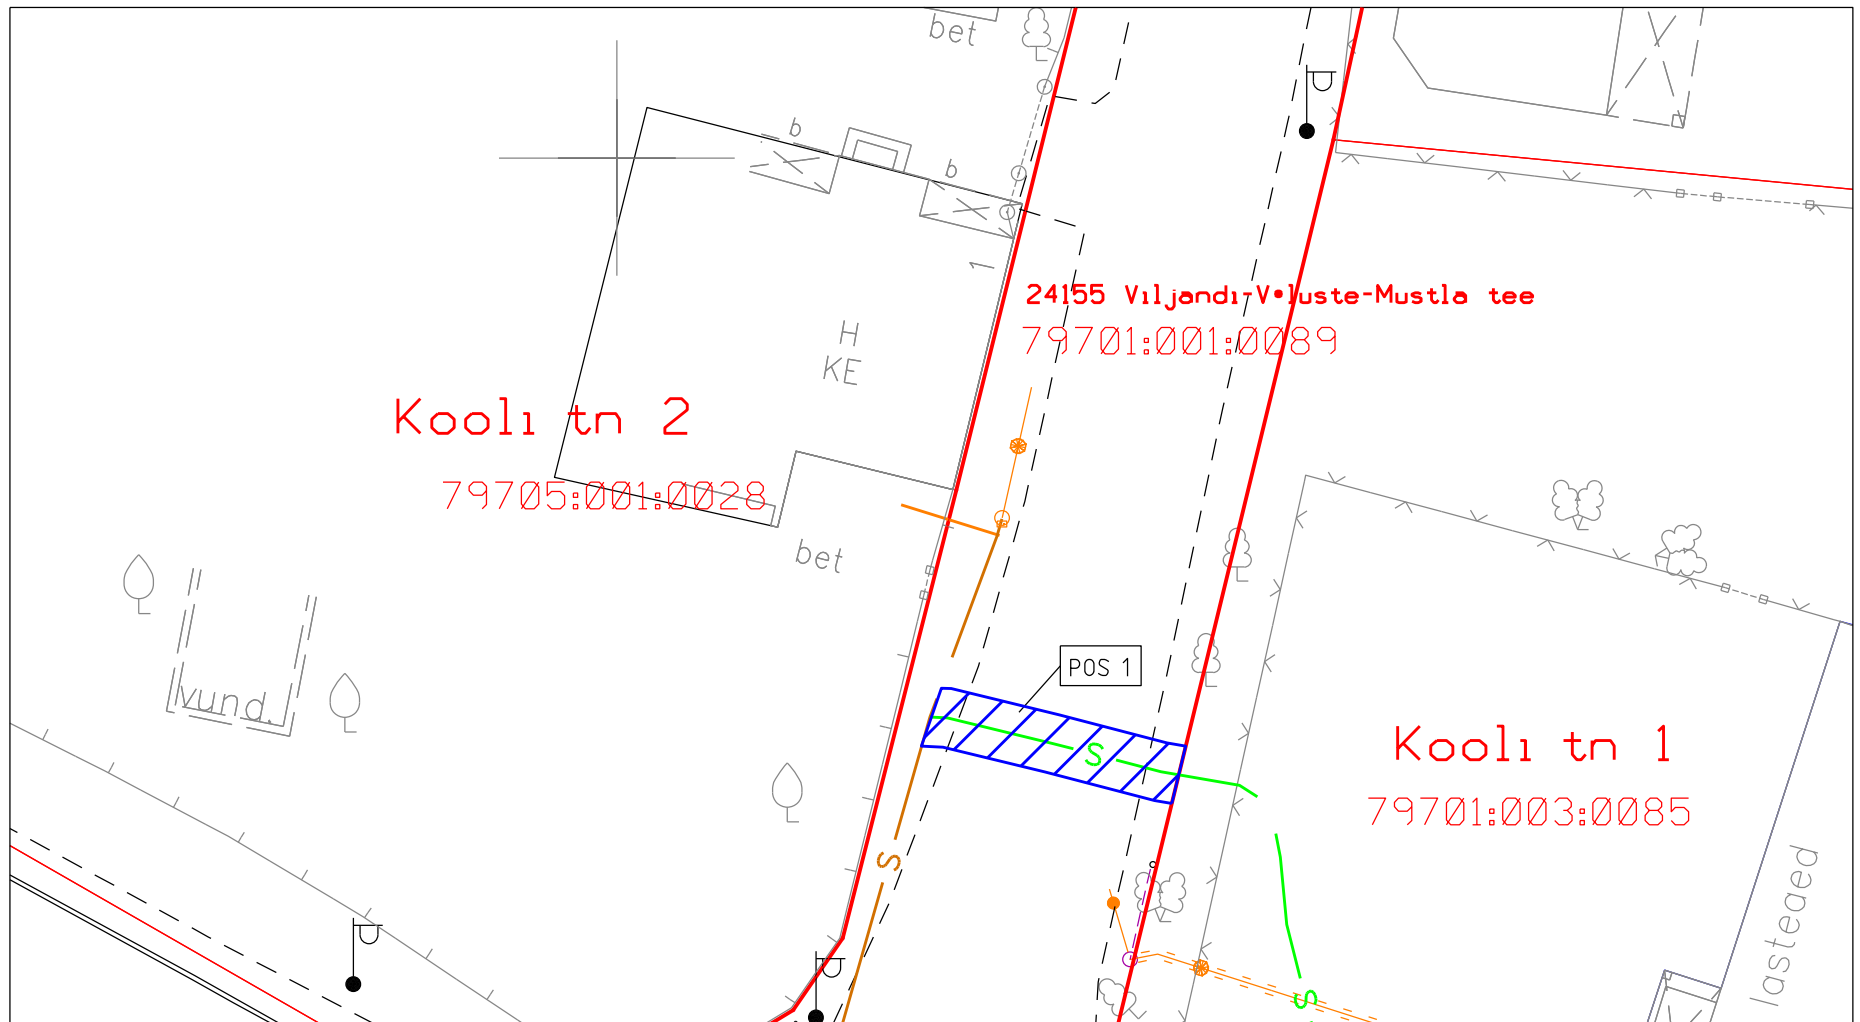 bet
b
b
1
24155 Viljandi-V•luste-Mustla tee
79701:001:0089
H
KE
Kooli tn 2
79705:001:0028
bet
POS 1
vund.
S
Kooli tn 1
79701:003:0085
S
lasteaed
S